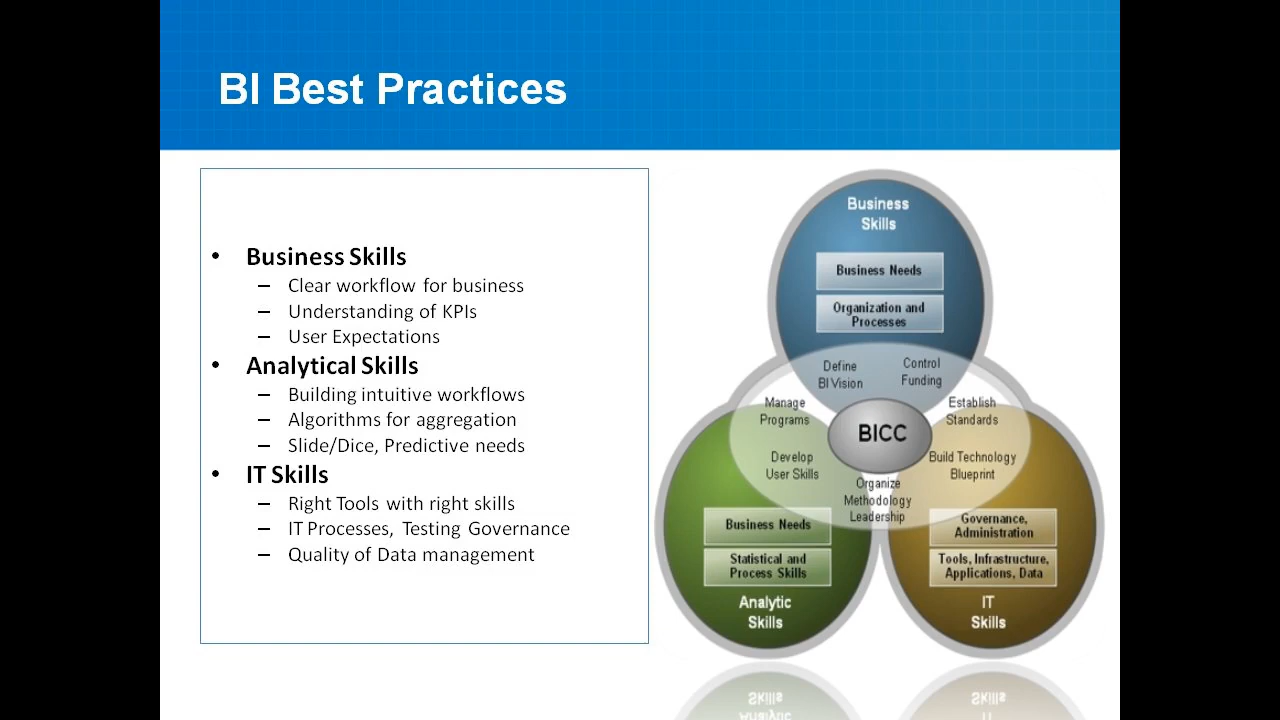 BI Best Practices
• Business Skills
– Clear workflow for business
– Understanding of KPIs
– User Expectations
• Analytical Skills
– Building intuitive workflows
– Algorithms for aggregation
– Slide/Dice, Predictive needs
• IT Skills
– Right Tools with right skills
– IT Processes, Testing Governance
– Quality of Data management
Business
Skills
Business Needs
Organization and
Processes
Define
BI Vision
Control
Funding
Manage
Programs
Establish
Standards
BICC
Develop
User Skills
Build Technology
Blueprint
Organize
Methodology
Leadership
Business Needs
Statistical and
Process Skills
Analytic
Skills
Governance,
Administration
Tools, Infrastructure,
Applications, Data
IT
Skills
Skills
Skills